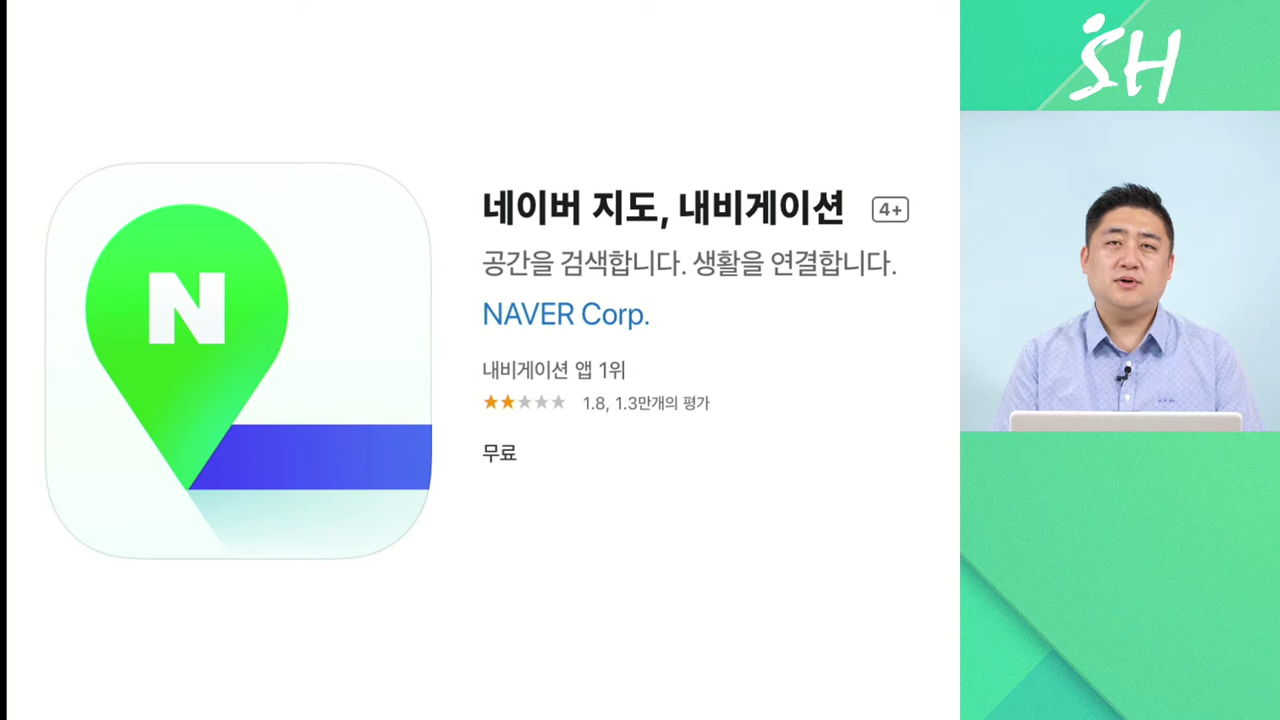 SH
N
네이버 지도, 내비게이션 4+
공간을 검색합니다. 생활을 연결합니다.
NAVER Corp.
내비게이션 앱 1위
1.8, 1.3만개의 평가
무료